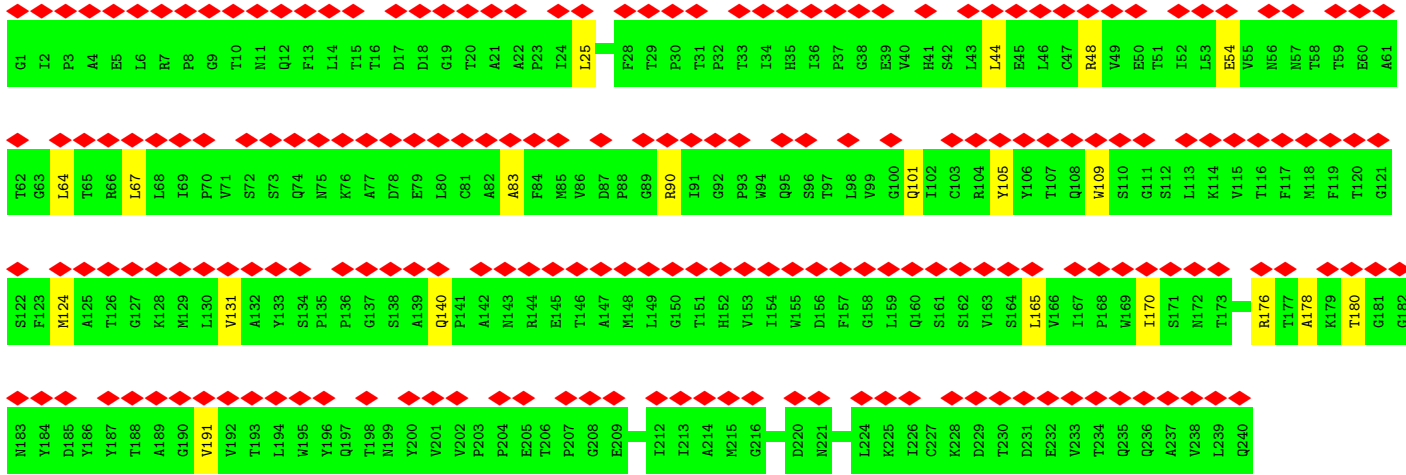 G1 I2 P3 A4 E5 L6 R7 P8 G9 T10 N11 Q12 F13 L14 T15 T16 D17 D18 G19 T20 A21 A22 P23 I24 L25 F28 T29 P30 T31 P32 T33 I34 H35 I36 P37 G38 E39 V40 H41 S42 L43 L44 E45 L46 C47 R48 V49 E50 T51 I52 L53 E54 V55 N56 N57 T58 T59 E60 A61
T62 G63 L64 T65 R66 L67 L68 I69 P70 V71 S72 S73 Q74 N75 K76 A77 D78 E79 L80 C81 A82 A83 F84 M85 V86 D87 P88 G89 R90 I91 G92 P93 W94 Q95 S96 T97 L98 V99 G100 Q101 I102 C103 R104 Y105 Y106 T107 Q108 W109 S110 G111 S112 L113 K114 V115 T116 F117 M118 F119 T120 G121
S122 F123 M124 A125 T126 G127 K128 M129 L130 V131 A132 Y133 S134 P135 P136 G137 S138 A139 Q140 P141 A142 N143 R144 E145 T146 A147 M148 L149 G150 T151 H152 V153 I154 W155 D156 F157 G158 L159 Q160 S161 S162 V163 S164 L165 V166 I167 P168 W169 I170 S171 N172 T173 R176 T177 A178 K179 T180 G181 G182
N183 Y184 D185 Y186 Y187 T188 A189 G190 V191 V192 T193 L194 W195 Y196 Q197 T198 N199 Y200 V201 V202 P203 P204 E205 T206 P207 G208 E209 I212 I213 A214 M215 G216 D220 N221 L224 K225 I226 C227 K228 D229 T230 D231 E232 V233 T234 Q235 Q236 A237 V238 L239 Q240